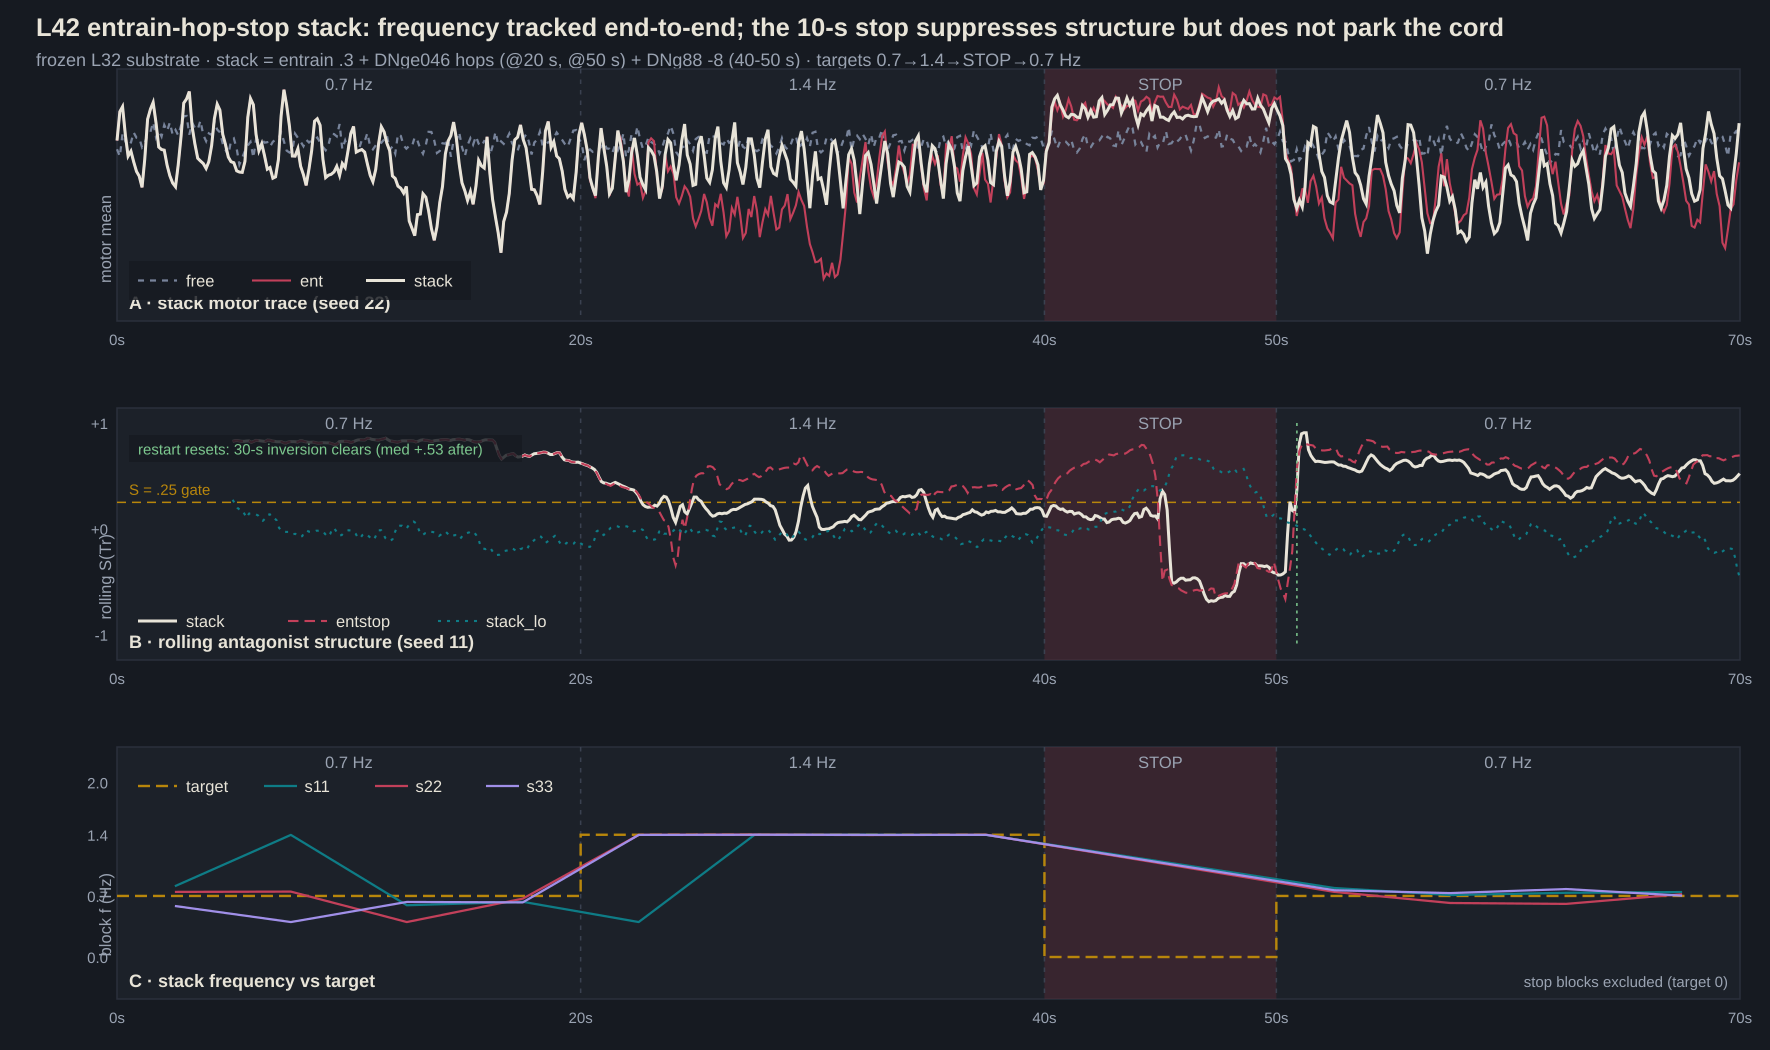 L42 entrain-hop-stop stack: frequency tracked end-to-end; the 10-s stop suppresses structure but does not park the cord
frozen L32 substrate · stack = entrain .3 + DNge046 hops (@20 s, @50 s) + DNg88 -8 (40-50 s) · targets 0.7→1.4→STOP→0.7 Hz
0.7 Hz 1.4 Hz STOP 0.7 Hz
motor mean
free ent stack
A · stack motor trace (seed 22)
0s 20s 40s 50s 70s
0.7 Hz 1.4 Hz STOP 0.7 Hz
+1
restart resets: 30-s inversion clears (med +.53 after)
S = .25 gate
+0
rolling S(Tr)
stack entstop stack_lo
-1
B · rolling antagonist structure (seed 11)
0s 20s 40s 50s 70s
0.7 Hz 1.4 Hz STOP 0.7 Hz
2.0
target s11 s22 s33
1.4
0.7
block f (Hz)
0.0
C · stack frequency vs target
stop blocks excluded (target 0)
0s 20s 40s 50s 70s